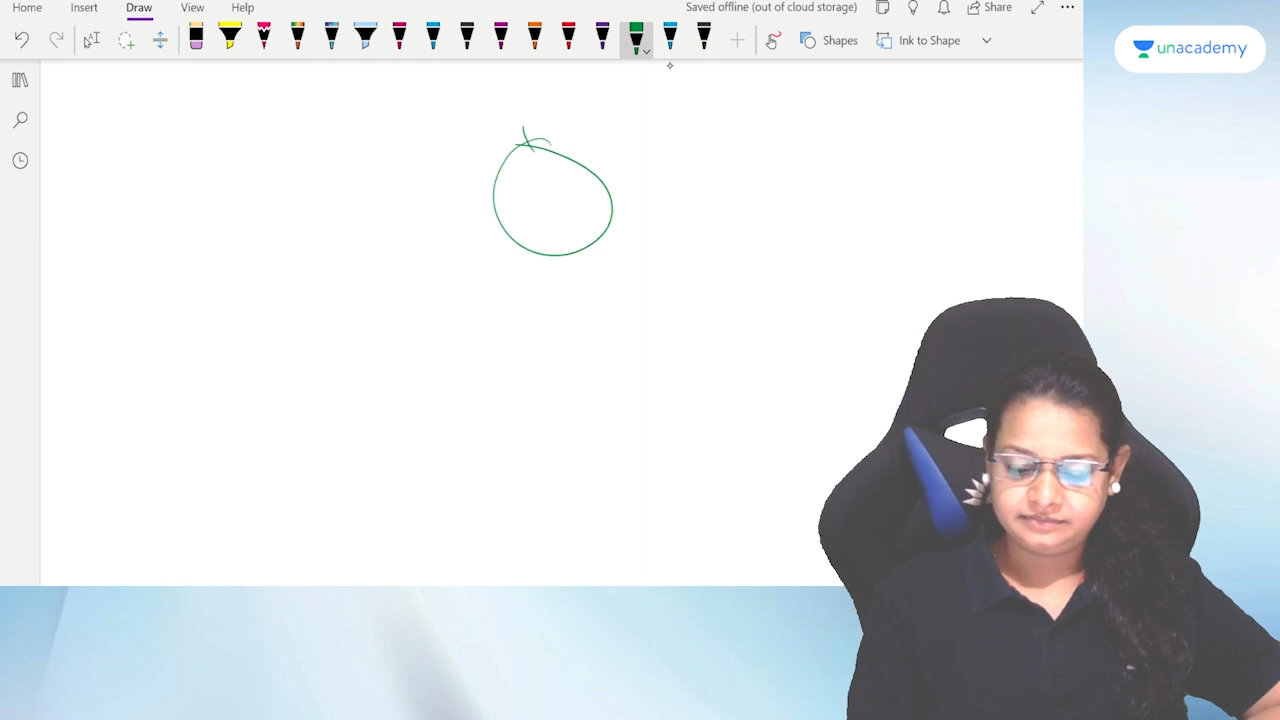 Home Draw Insert View Help
Saved offline (out of cloud storage)
Share
Shapes
Ink to Shape
unacademy